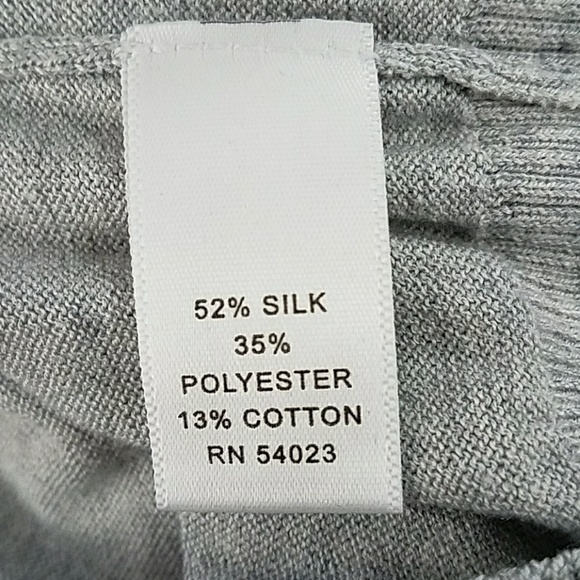 52% SILK
35%
POLYESTER
13% COTTON
RN 54023